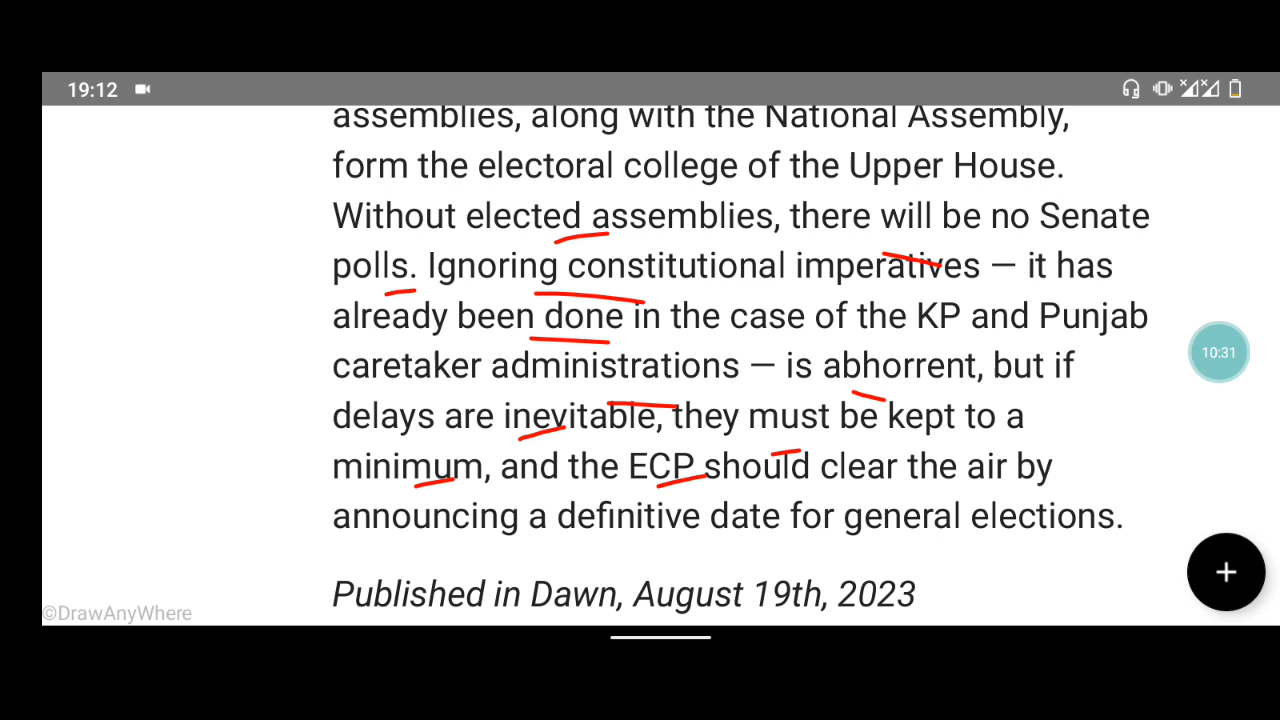 19:12
assemblies, along with the National Assembly,
form the electoral college of the Upper House.
Without elected assemblies, there will be no Senate
polls. Ignoring constitutional imperatives — it has
already been done in the case of the KP and Punjab
caretaker administrations — is abhorrent, but if
delays are inevitable, they must be kept to a
minimum, and the ECP should clear the air by
announcing a definitive date for general elections.
Published in Dawn, August 19th, 2023
10:31
+
©DrawAnyWhere